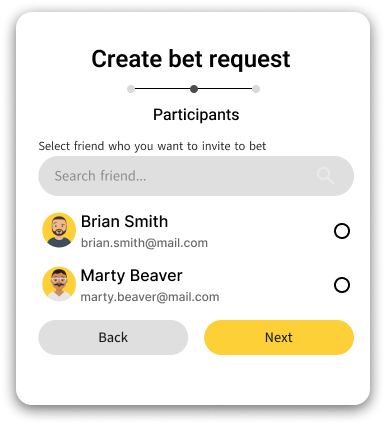 Create bet request
Participants
Select friend who you want to invite to bet
Search friend...
Brian Smith
brian.smith@mail.com
Marty Beaver
marty.beaver@mail.com
Back
Next